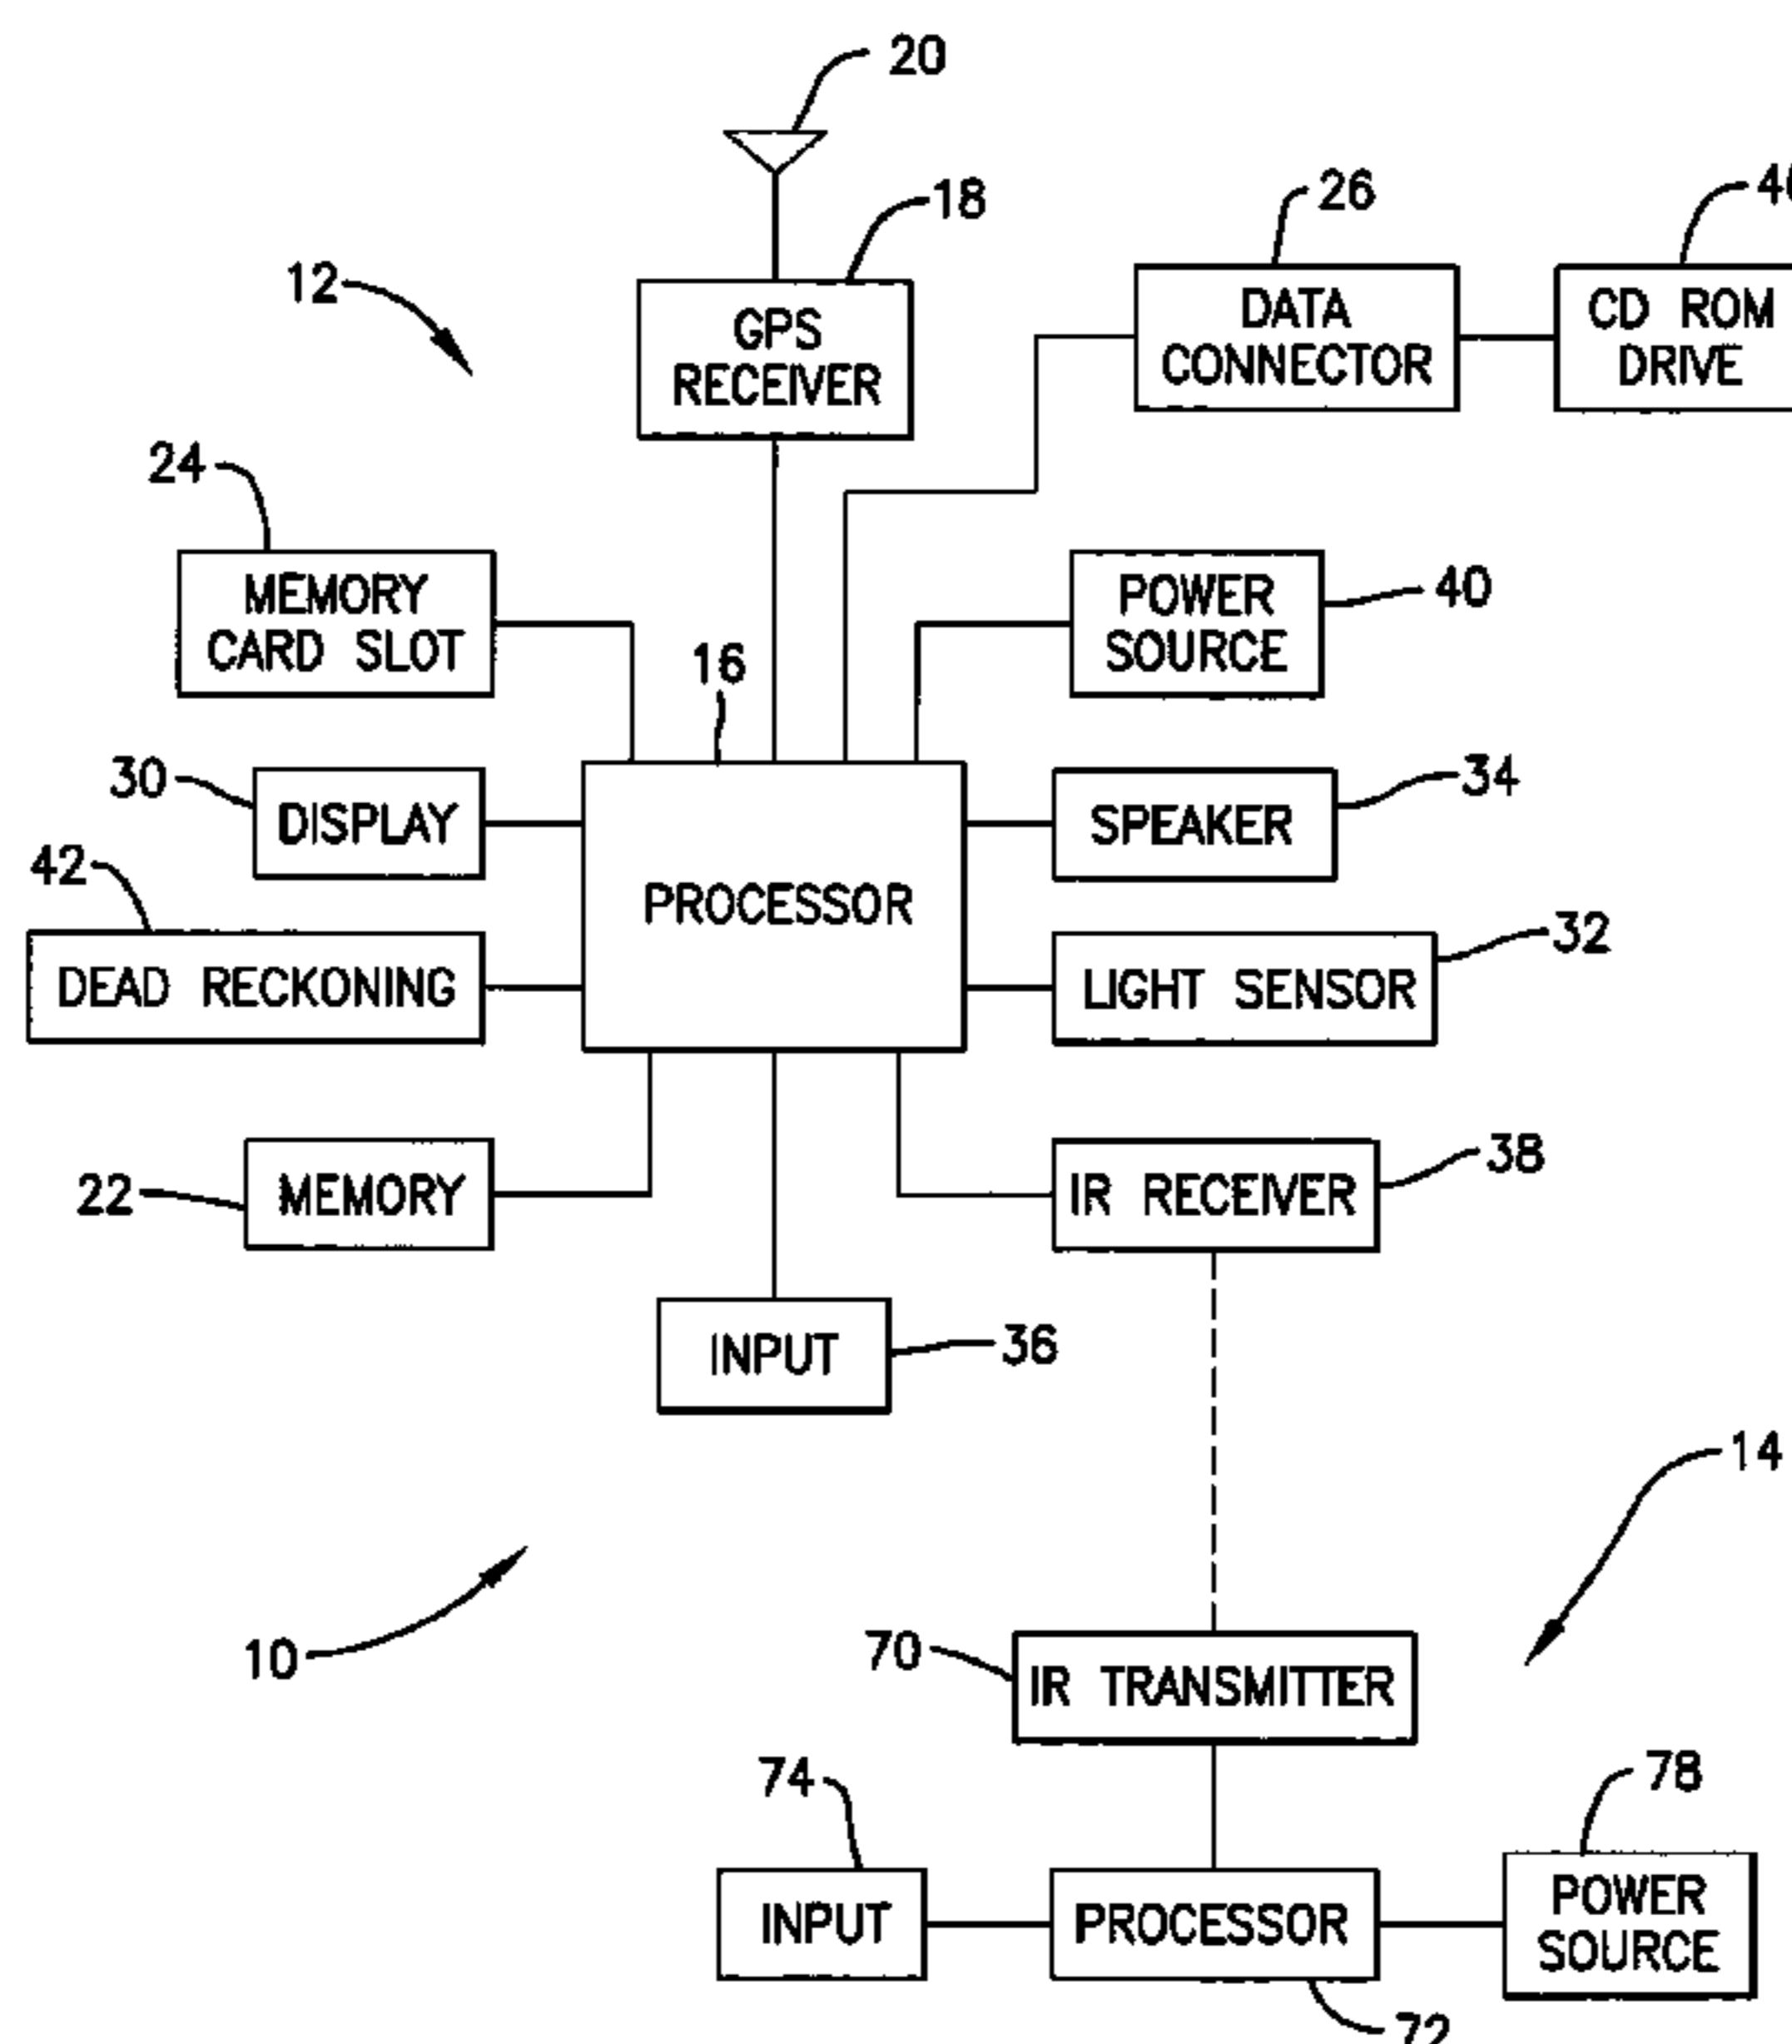 20
18
26
12
GPS
RECEIVER
DATA
CONNECTOR
CD ROM
DRIVE
24
MEMORY
CARD SLOT
POWER
SOURCE
40
16
30
DISPLAY
SPEAKER
34
42
PROCESSOR
DEAD RECKONING
LIGHT SENSOR
32
22
MEMORY
IR RECEIVER
38
INPUT
36
14
10
70
IR TRANSMITTER
74
78
INPUT
PROCESSOR
POWER
SOURCE
72